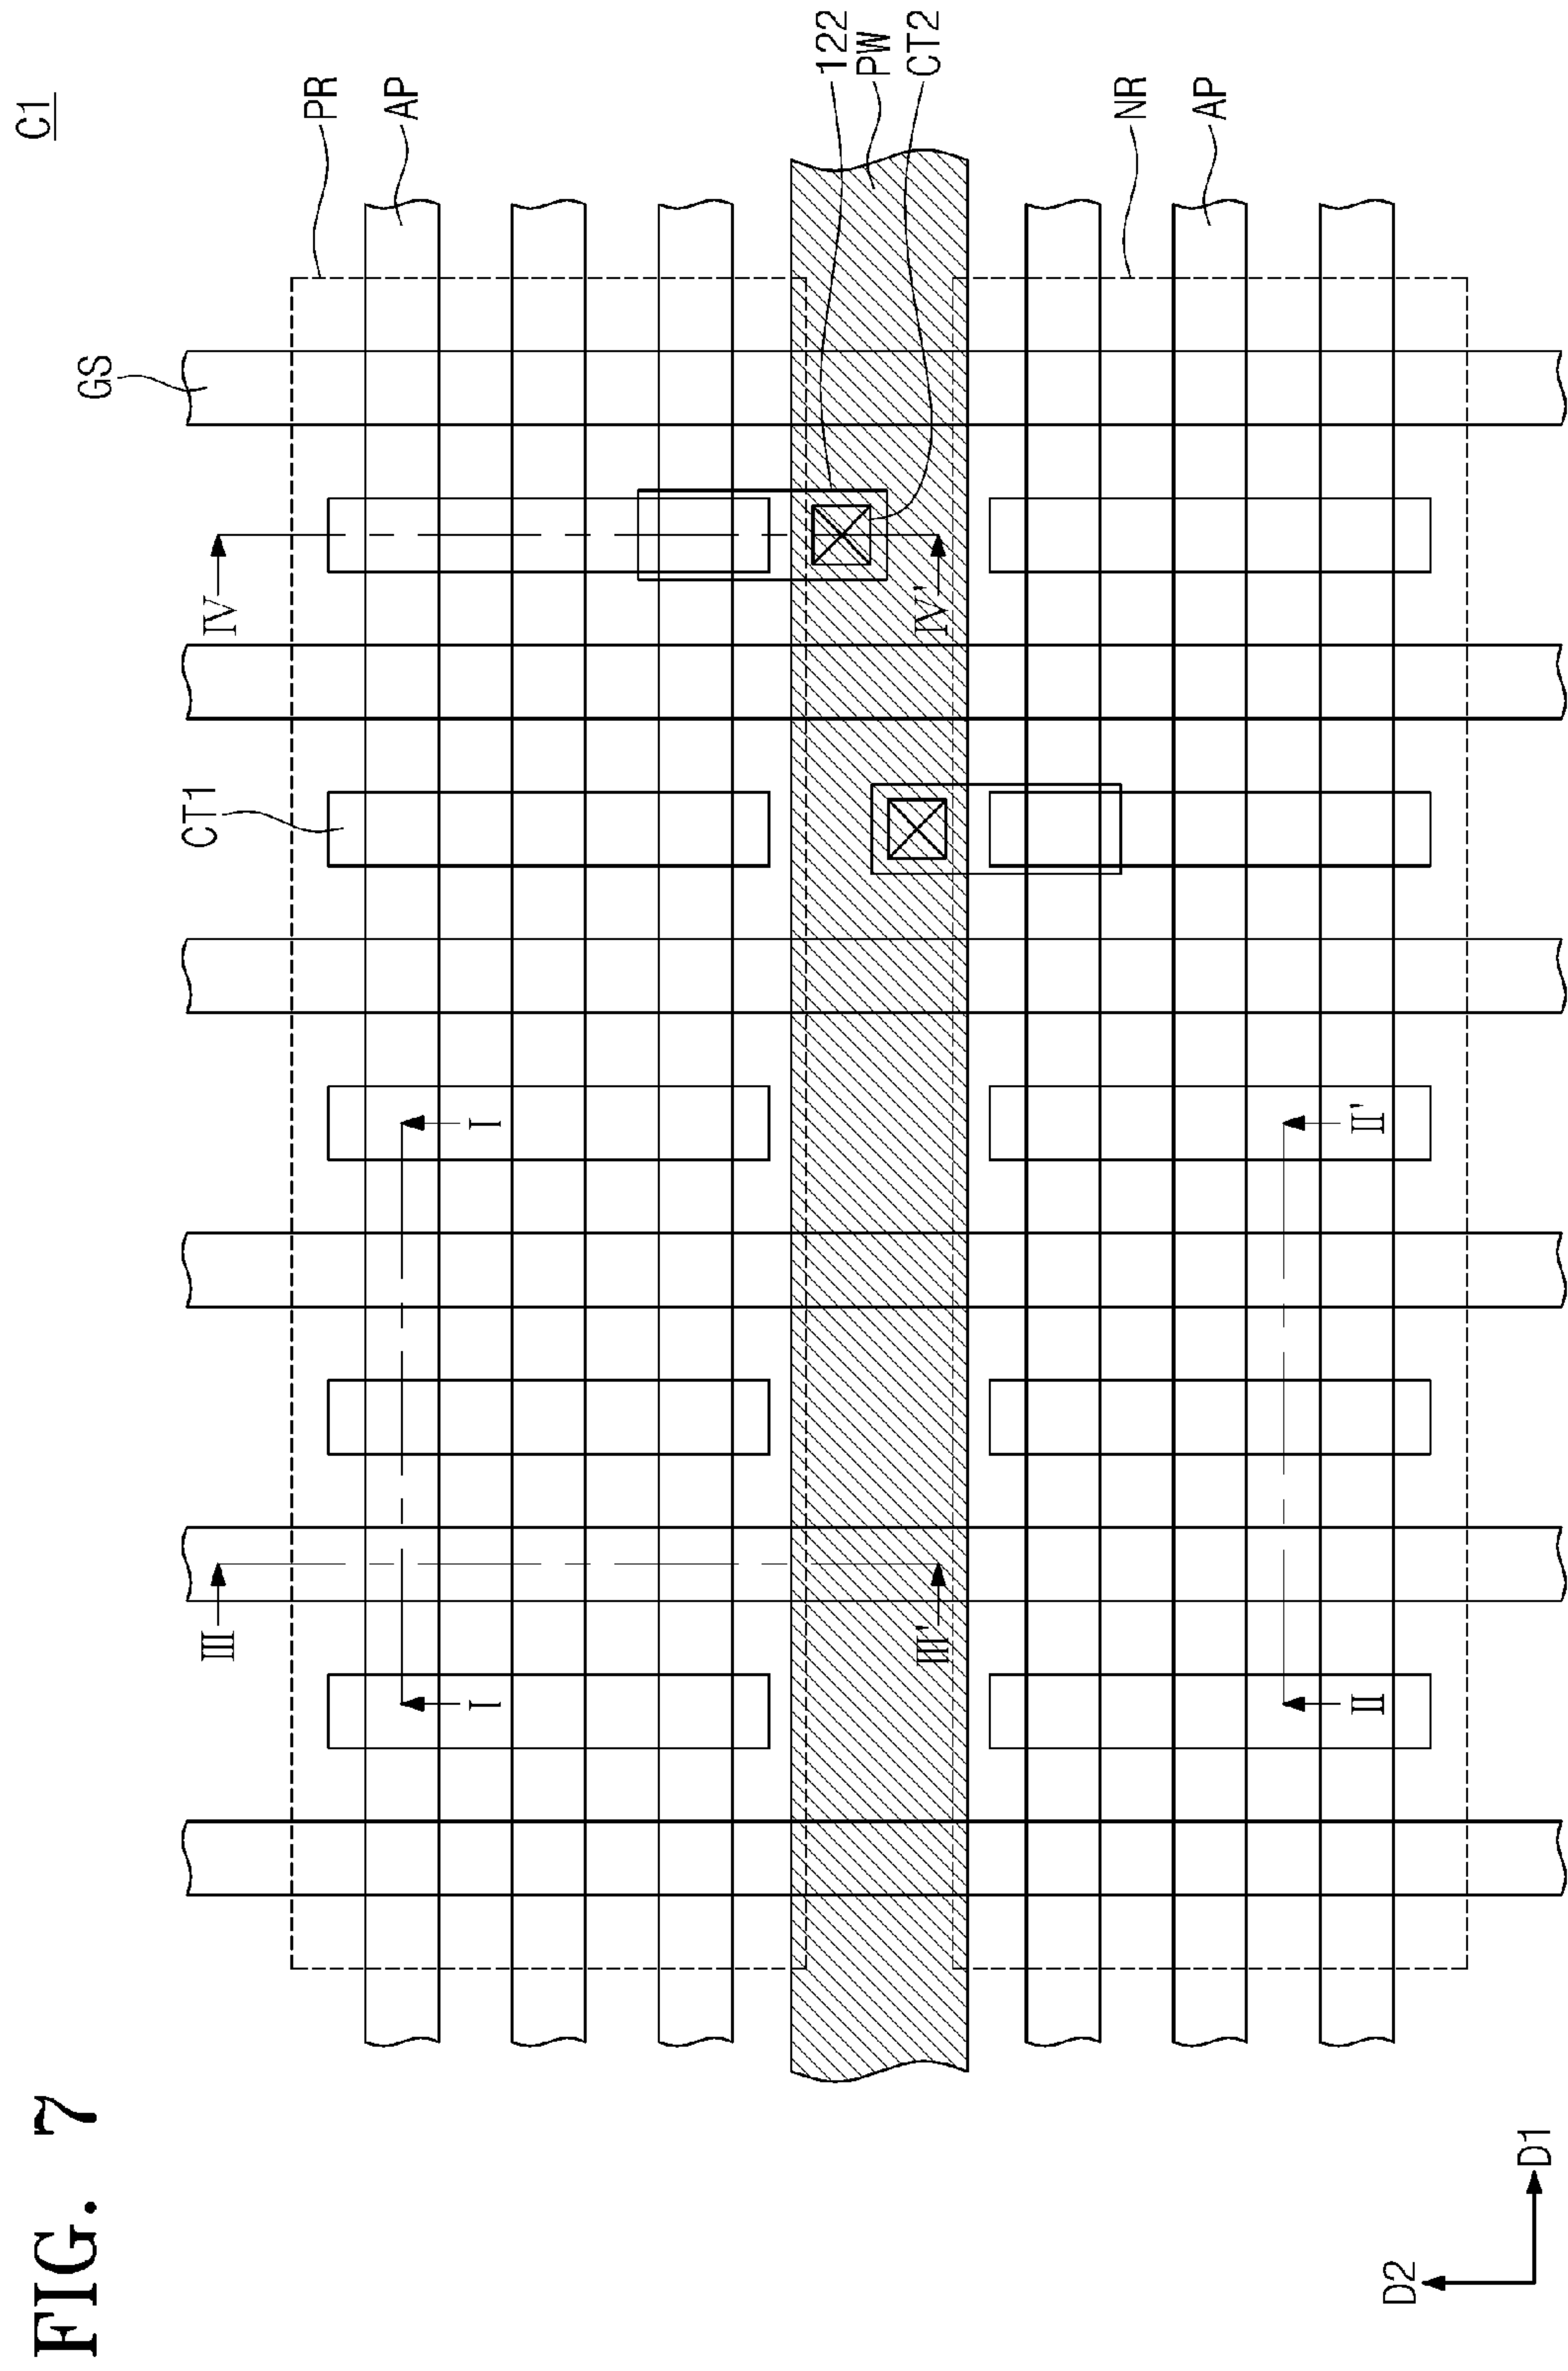 FIG. 7
C1
PR
AP
GS
CT1
122
PW
CT2
NR
AP
IV
IV'
III
III'
I
I
II
II'
D2
D1